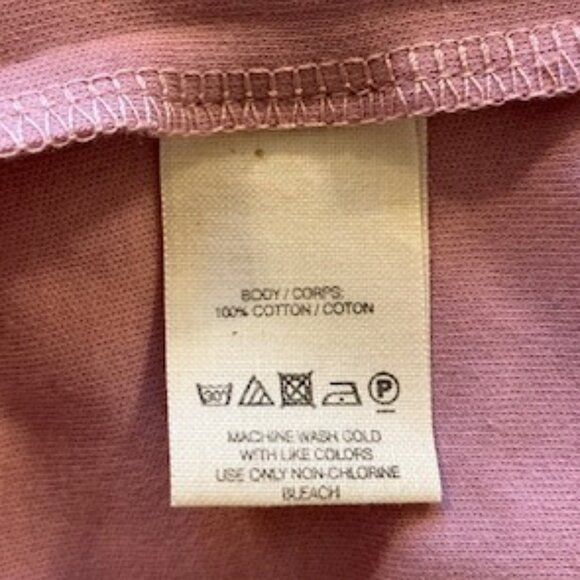 BODY / CORPS:
100% COTTON / COTON
30°
P
MACHINE WASH COLD
WITH LIKE COLORS
USE ONLY NON-CHLORINE
BLEACH